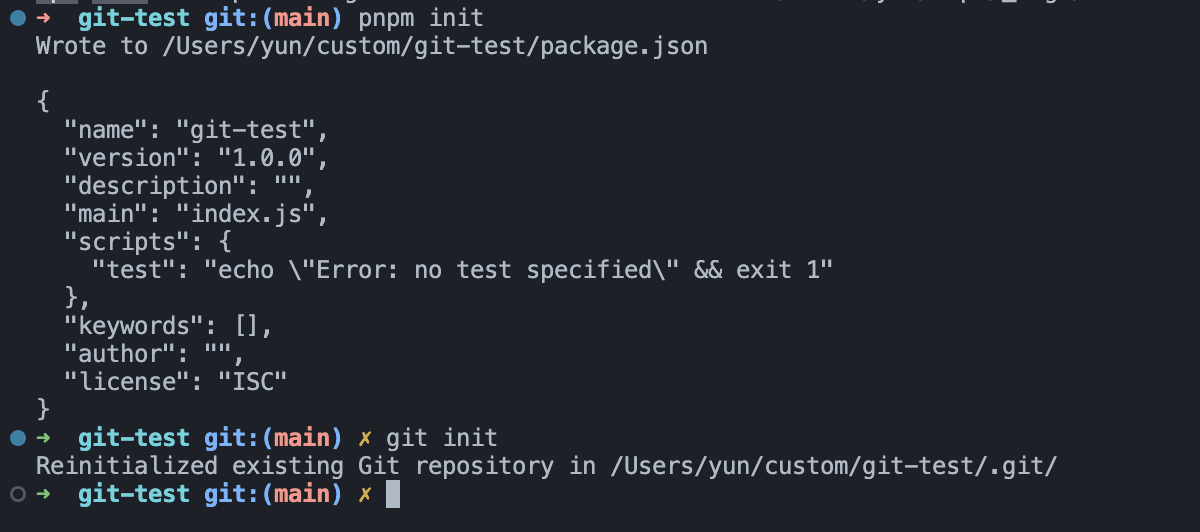 ➜  git-test git:(main) pnpm init
Wrote to /Users/yun/custom/git-test/package.json

{
  "name": "git-test",
  "version": "1.0.0",
  "description": "",
  "main": "index.js",
  "scripts": {
    "test": "echo \"Error: no test specified\" && exit 1"
  },
  "keywords": [],
  "author": "",
  "license": "ISC"
}
➜  git-test git:(main) ✗ git init
Reinitialized existing Git repository in /Users/yun/custom/git-test/.git/
➜  git-test git:(main) ✗